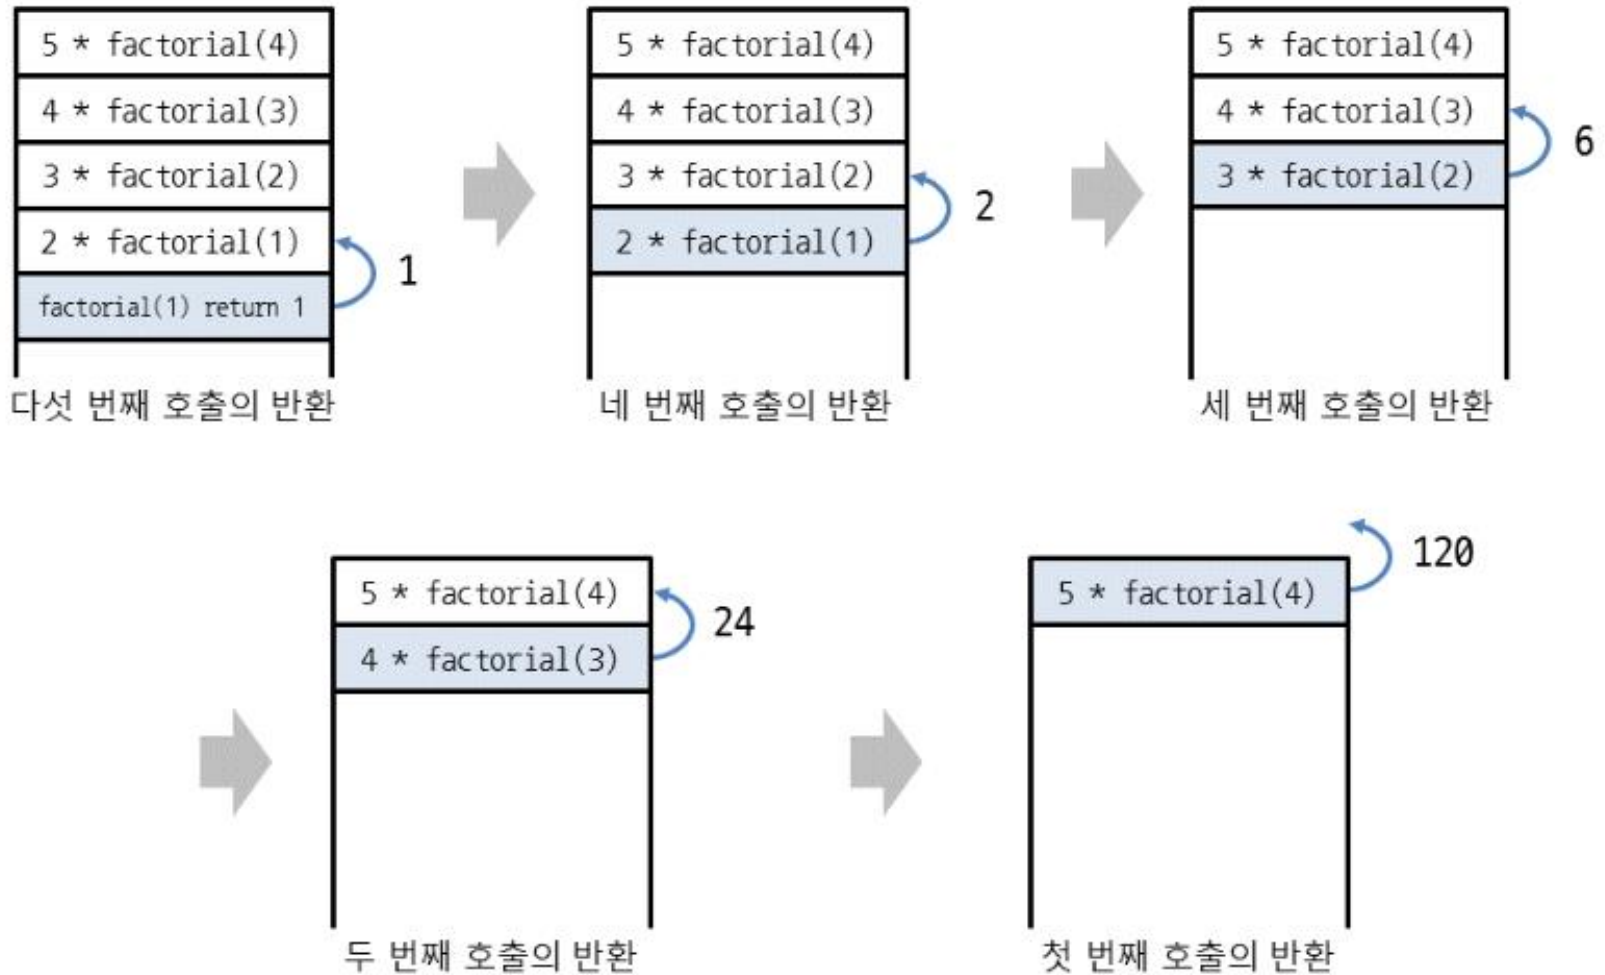 5 * factorial(4)
4 * factorial(3)
3 * factorial(2)
2 * factorial(1)
factorial(1) return 1
1
다섯 번째 호출의 반환
5 * factorial(4)
4 * factorial(3)
3 * factorial(2)
2 * factorial(1)
2
네 번째 호출의 반환
5 * factorial(4)
4 * factorial(3)
3 * factorial(2)
6
세 번째 호출의 반환
5 * factorial(4)
4 * factorial(3)
24
두 번째 호출의 반환
5 * factorial(4)
120
첫 번째 호출의 반환